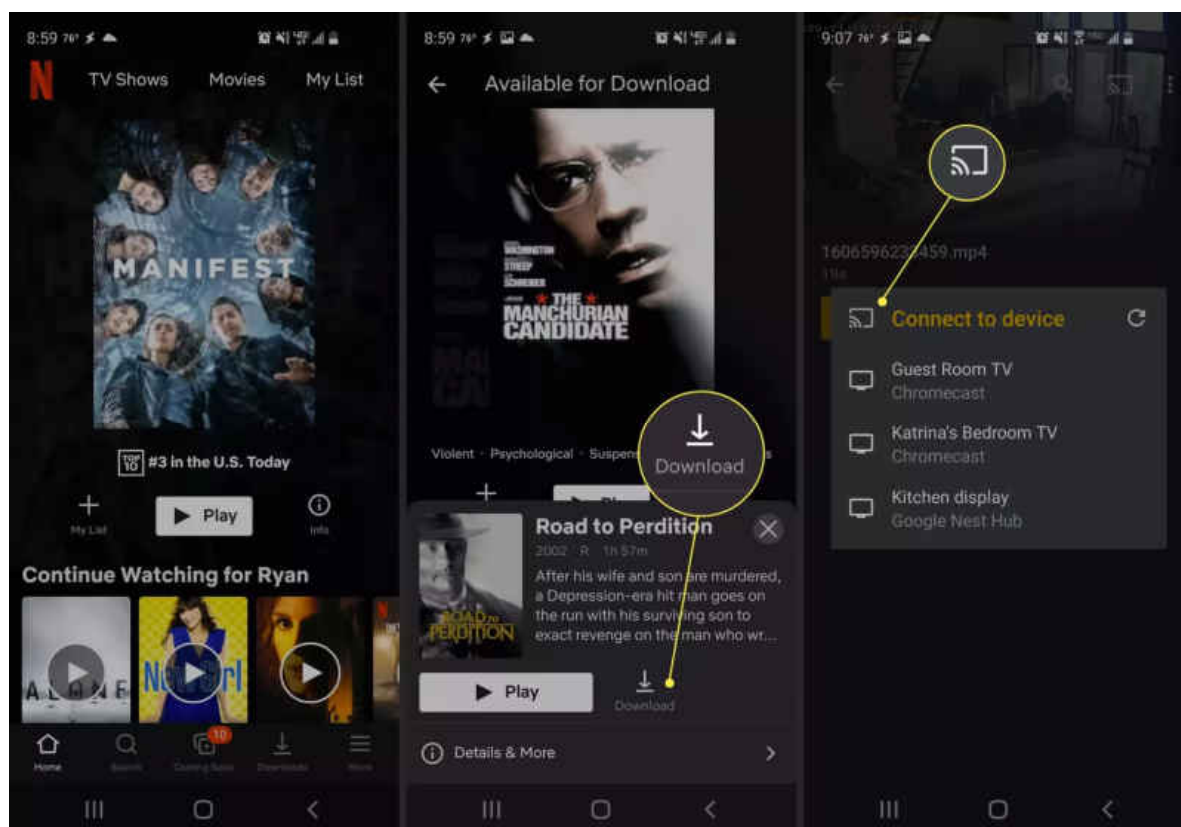 8:59 76°
N
TV Shows Movies My List
MANIFEST
TOP 10 #3 in the U.S. Today
My List
Play
Info
Continue Watching for Ryan
ALONE
New Girl
10
Home Search Coming Soon Downloads More
8:59 76°
Available for Download
WASHINGTON
STREEP
SCHREIBER
THE
MANCHURIAN
CANDIDATE
Violent · Psychological · Suspen
Download
Play
Road to Perdition
2002 R 1h 57m
After his wife and son are murdered,
a Depression-era hit man goes on
the run with his surviving son to
exact revenge on the man who wr...
ROAD TO
PERDITION
Play
Download
Details & More
9:07 76°
1606596233459.mp4
Connect to device
Guest Room TV
Chromecast
Katrina's Bedroom TV
Chromecast
Kitchen display
Google Nest Hub